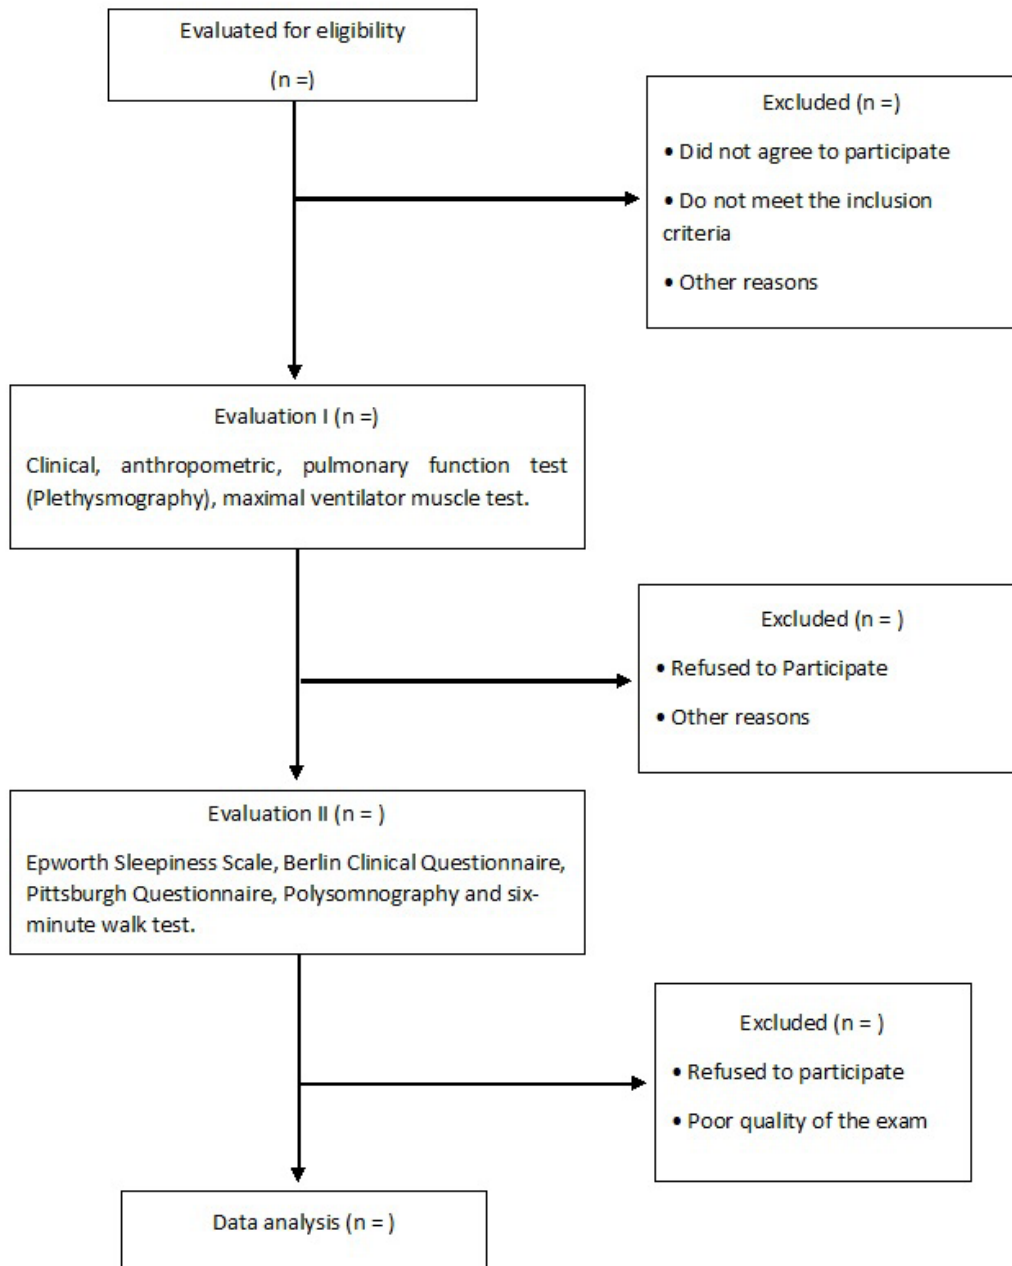 Evaluated for eligibility
(n =)
Excluded (n =)
• Did not agree to participate
• Do not meet the inclusion
criteria
• Other reasons
Evaluation I (n =)
Clinical, anthropometric, pulmonary function test
(Plethysmography), maximal ventilator muscle test.
Excluded (n = )
• Refused to Participate
• Other reasons
Evaluation II (n = )
Epworth Sleepiness Scale, Berlin Clinical Questionnaire,
Pittsburgh Questionnaire, Polysomnography and six-
minute walk test.
Excluded (n = )
• Refused to participate
• Poor quality of the exam
Data analysis (n = )